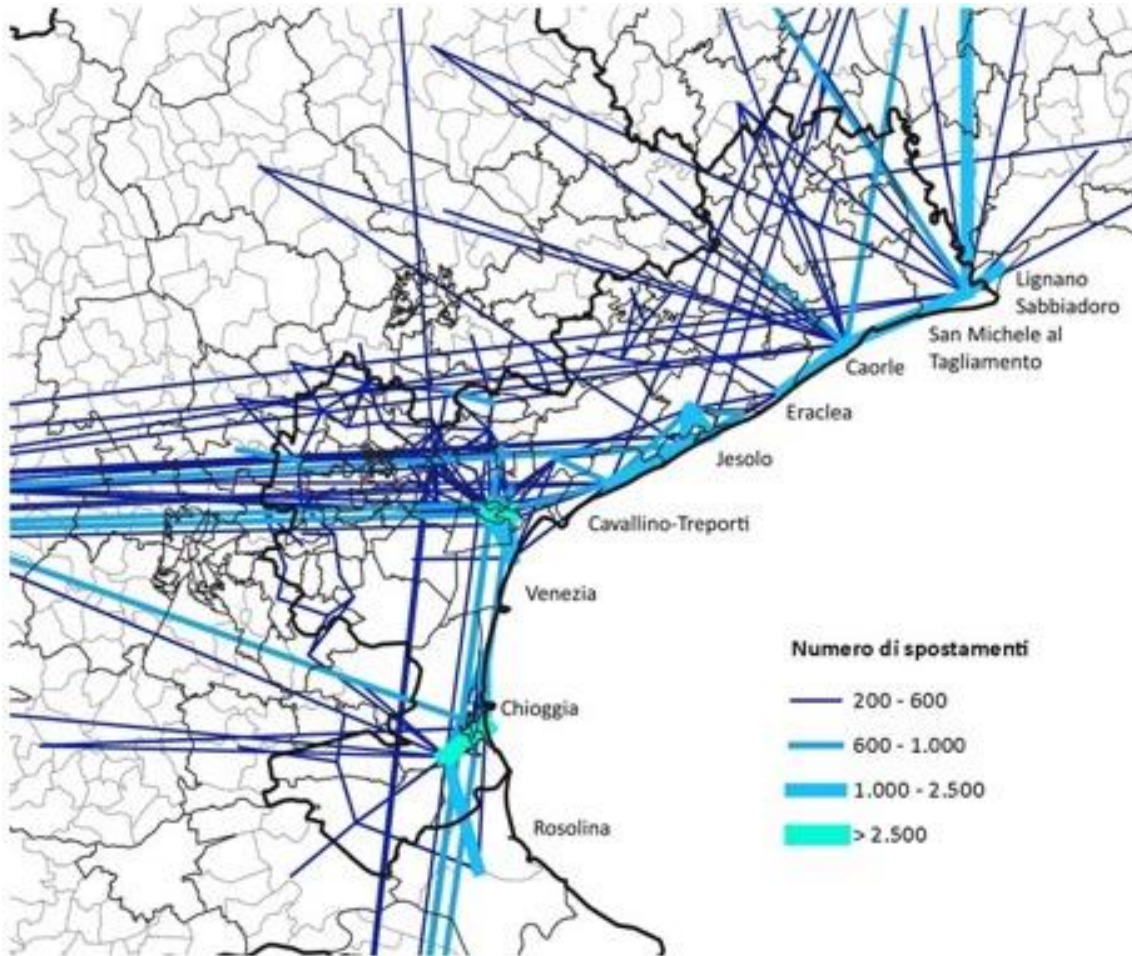 Lignano
Sabbiadoro
San Michele al
Tagliamento
Caorle
Eraclea
Jesolo
Cavallino-Treporti
Venezia
Chioggia
Rosolina
Numero di spostamenti
200 - 600
600 - 1.000
1.000 - 2.500
> 2.500